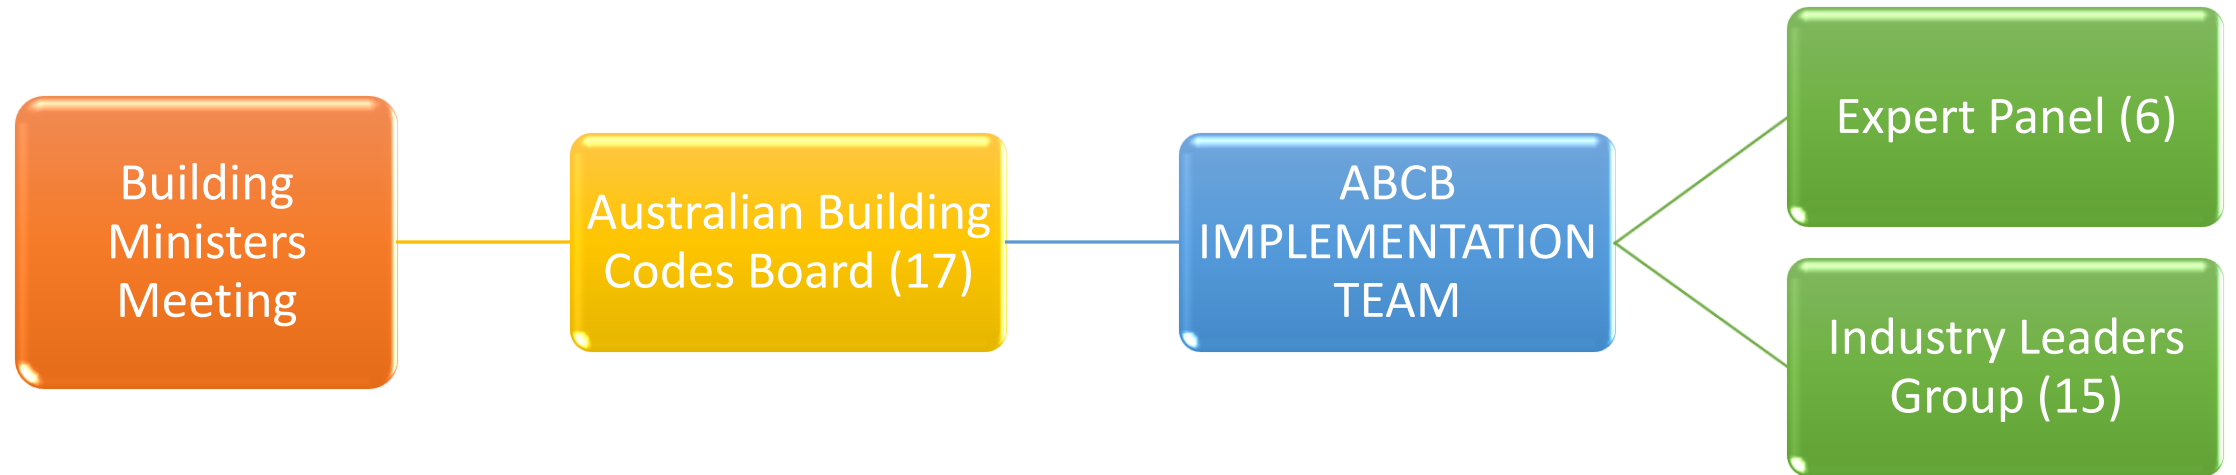 Building
Ministers
Meeting
Australian Building
Codes Board (17)
ABCB
IMPLEMENTATION
TEAM
Expert Panel (6)
Industry Leaders
Group (15)